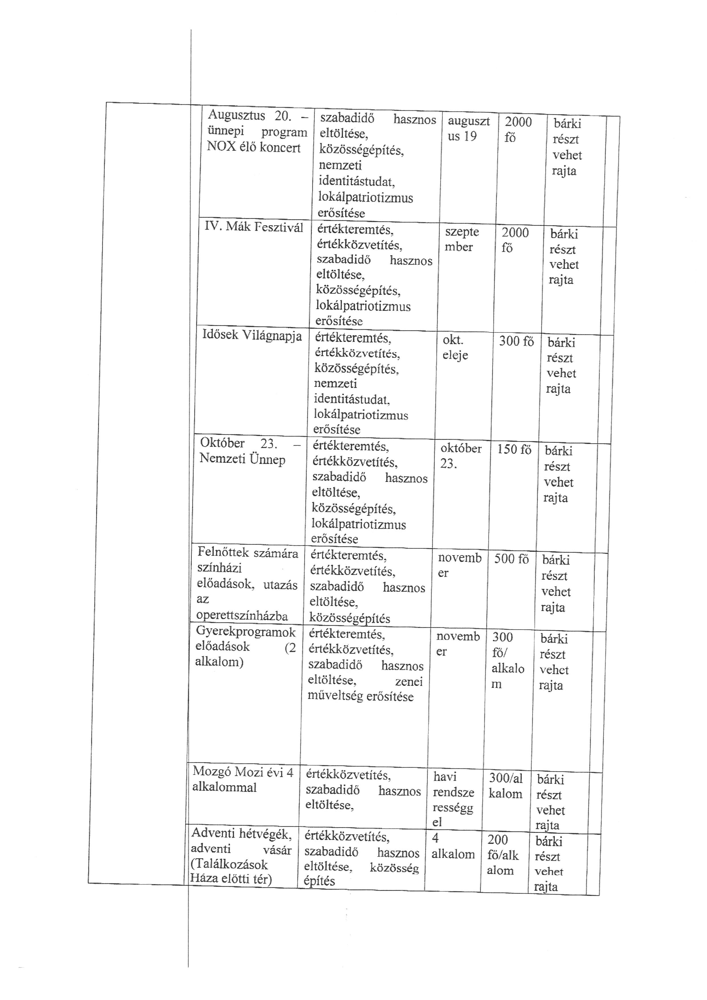 Augusztus 20. –
ünnepi program
NOX élő koncert
szabadidő hasznos
eltöltése,
közösségépítés,
nemzeti
identitástudat,
lokálpatriotizmus
erősítése
auguszt
us 19
2000
fő
bárki
részt
vehet
rajta
IV. Mák Fesztivál
értékteremtés,
értékközvetítés,
szabadidő hasznos
eltöltése,
közösségépítés,
lokálpatriotizmus
erősítése
szepte
mber
2000
fő
bárki
részt
vehet
rajta
Idősek Világnapja
értékteremtés,
értékközvetítés,
közösségépítés,
nemzeti
identitástudat,
lokálpatriotizmus
erősítése
okt.
eleje
300 fő
bárki
részt
vehet
rajta
Október 23. –
Nemzeti Ünnep
értékteremtés,
értékközvetítés,
szabadidő hasznos
eltöltése,
közösségépítés,
lokálpatriotizmus
erősítése
október
23.
150 fő
bárki
részt
vehet
rajta
Felnőttek számára
színházi
előadások, utazás
az
operettszínházba
értékteremtés,
értékközvetítés,
szabadidő hasznos
eltöltése,
közösségépítés
novemb
er
500 fő
bárki
részt
vehet
rajta
Gyerekprogramok
előadások (2
alkalom)
értékteremtés,
értékközvetítés,
szabadidő hasznos
eltöltése, zenei
műveltség erősítése
novemb
er
300
fő/
alkalo
m
bárki
részt
vehet
rajta
Mozgó Mozi évi 4
alkalommal
értékközvetítés,
szabadidő hasznos
eltöltése,
havi
rendsze
rességg
el
300/al
kalom
bárki
részt
vehet
rajta
Adventi hétvégék,
adventi vásár
(Találkozások
Háza előtti tér)
értékközvetítés,
szabadidő hasznos
eltöltése, közösség
építés
4
alkalom
200
fő/alk
alom
bárki
részt
vehet
rajta